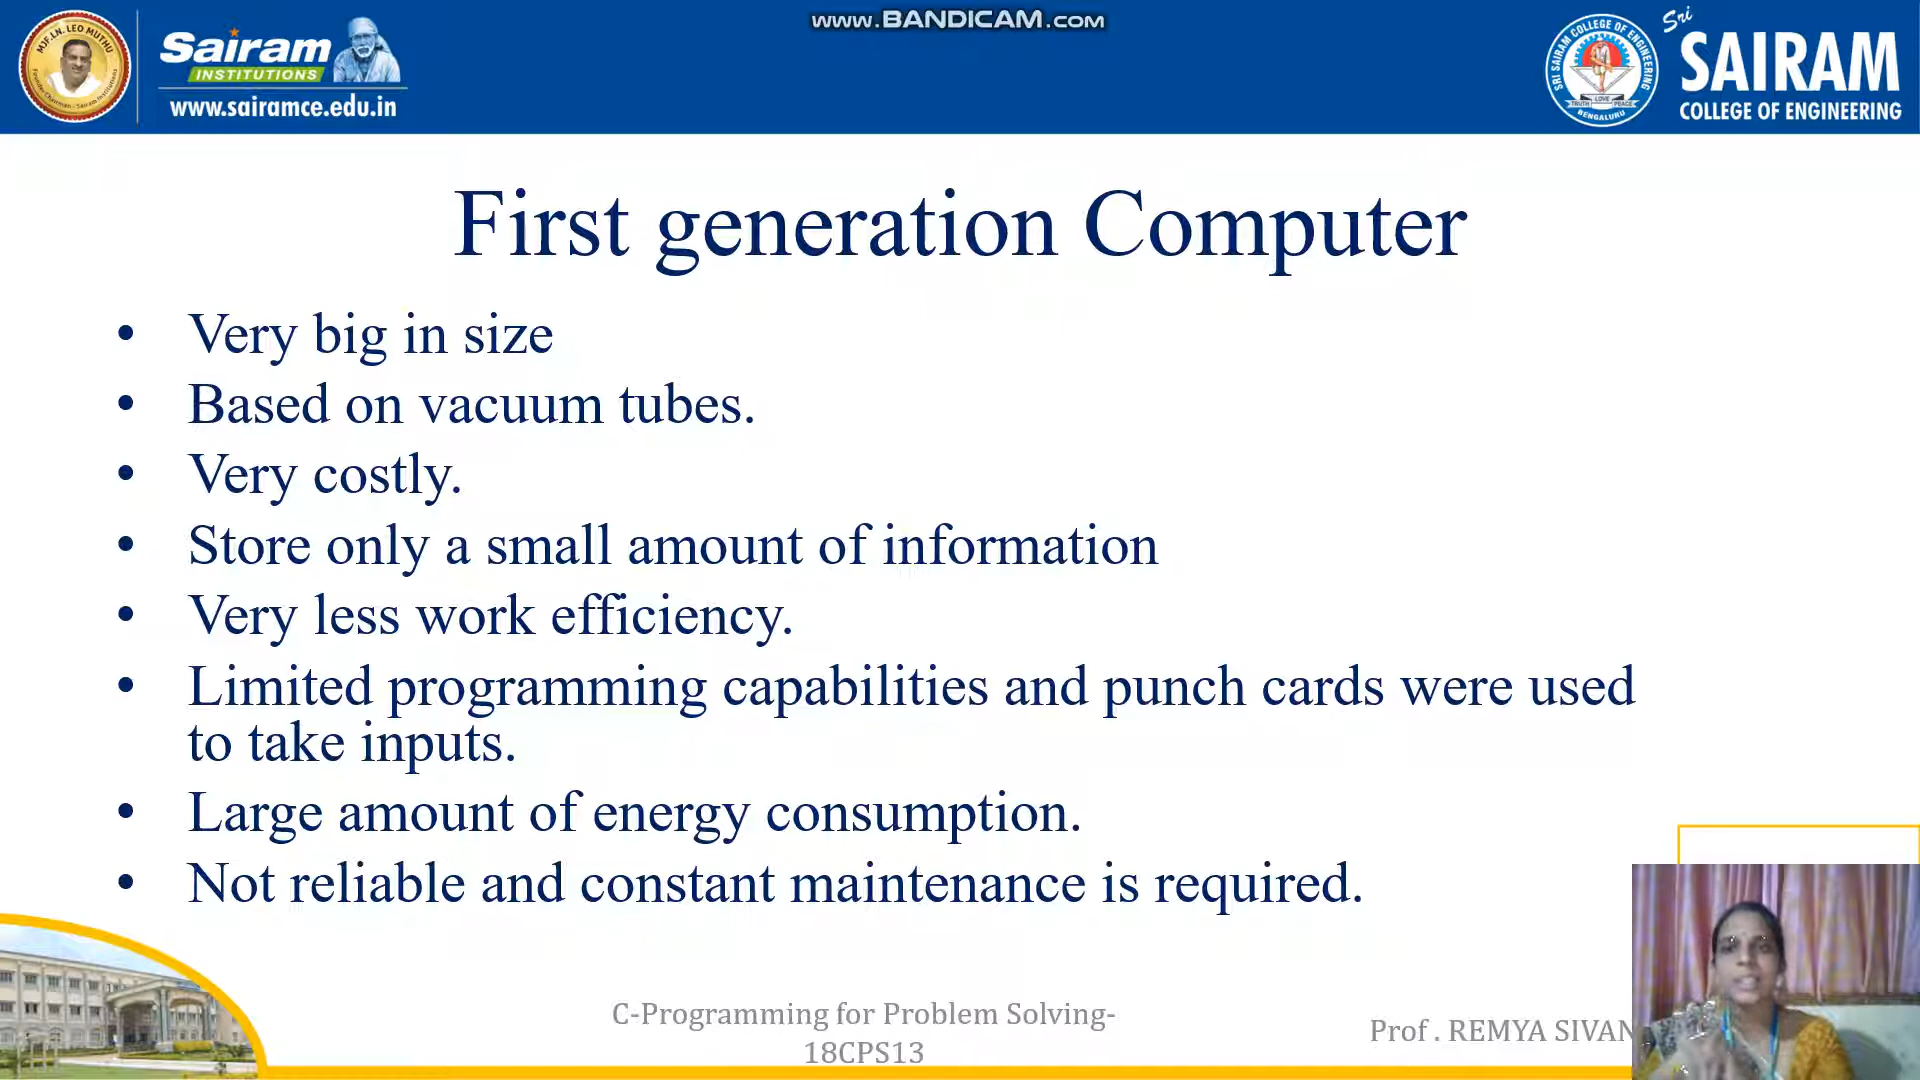 www.BANDICAM.com
MJF.LN. LEO MUTHU
Sairam
INSTITUTIONS
www.sairamce.edu.in
SRI SAIRAM COLLEGE OF ENGINEERING
TRUTH LOVE PEACE
BENGALURU
Sri
SAIRAM
COLLEGE OF ENGINEERING
First generation Computer
• Very big in size
• Based on vacuum tubes.
• Very costly.
• Store only a small amount of information
• Very less work efficiency.
• Limited programming capabilities and punch cards were used
to take inputs.
• Large amount of energy consumption.
• Not reliable and constant maintenance is required.
C-Programming for Problem Solving-
18CPS13
Prof . REMYA SIVAN